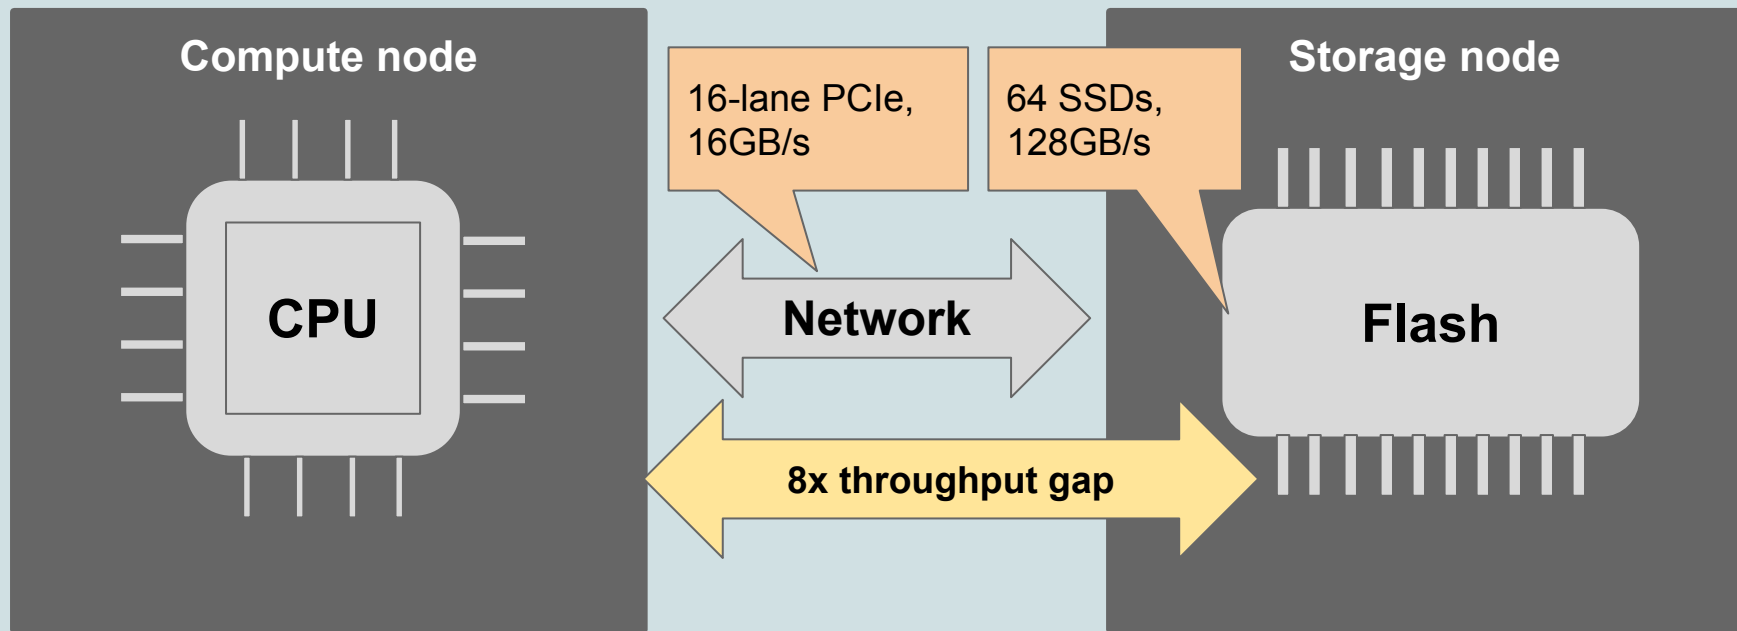 Compute node
Storage node
16-lane PCIe,
16GB/s
64 SSDs,
128GB/s
CPU
Network
Flash
8x throughput gap